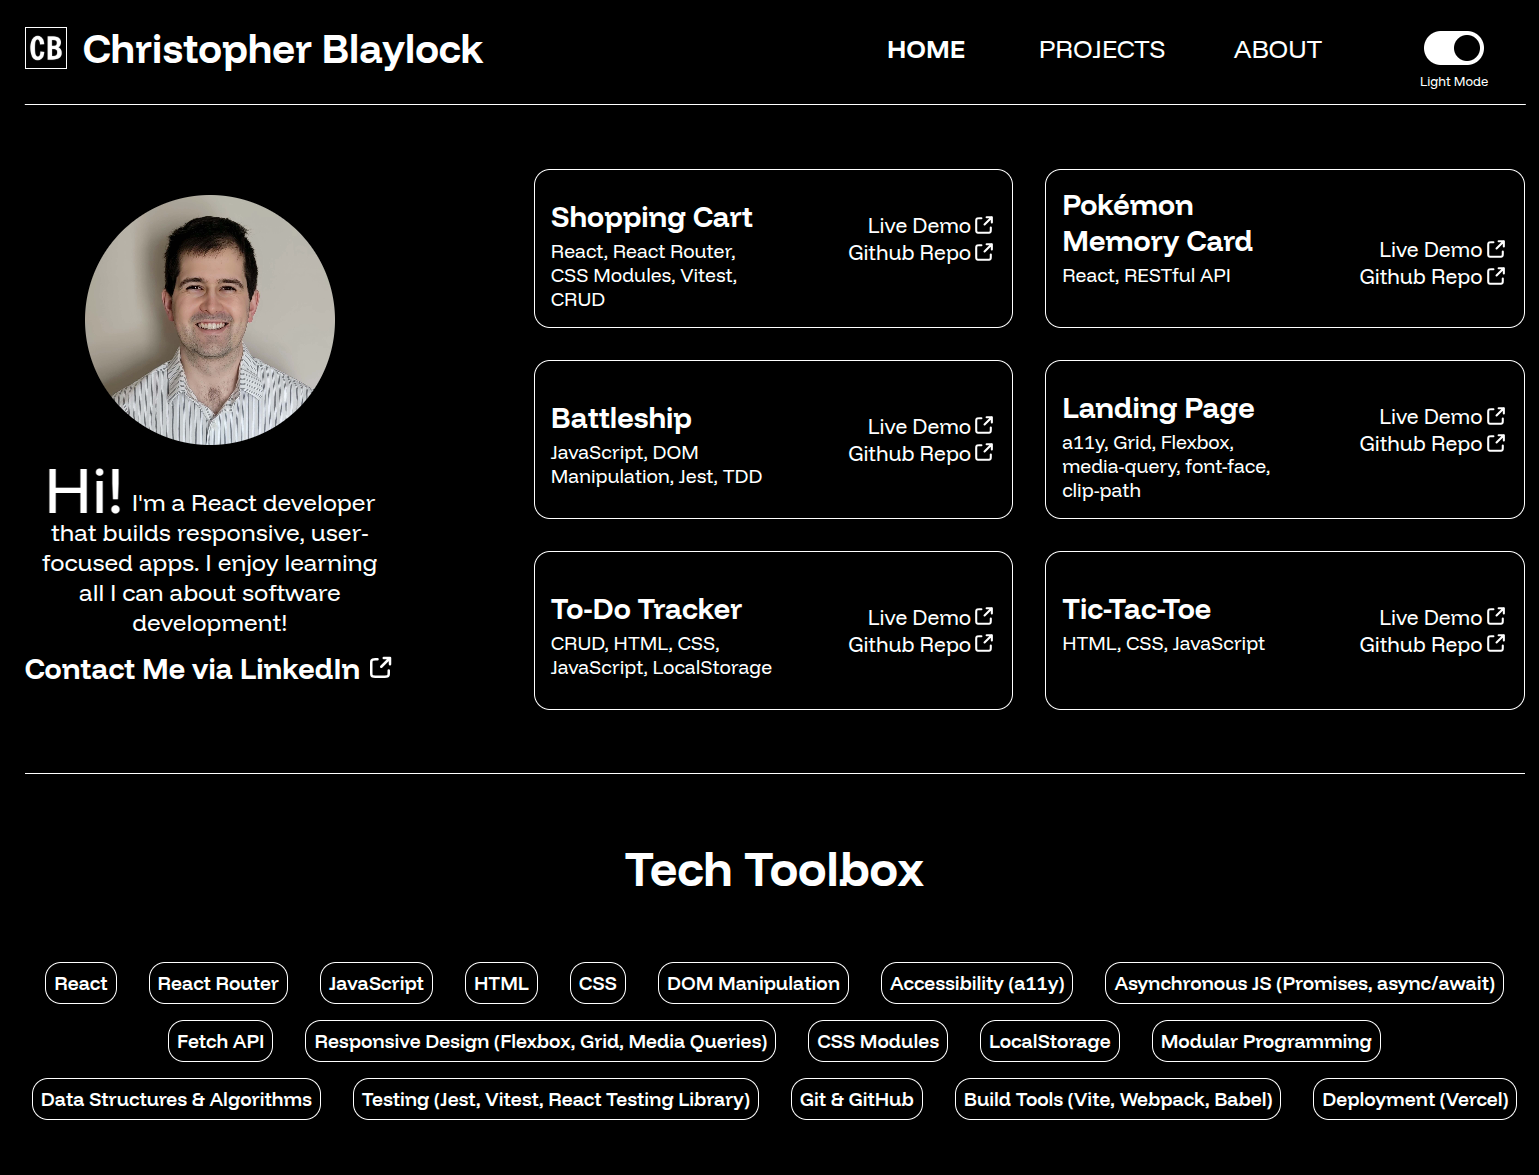 CB Christopher Blaylock
HOME PROJECTS ABOUT
Light Mode
Hi! I'm a React developer
that builds responsive, user-
focused apps. I enjoy learning
all I can about software
development!
Contact Me via LinkedIn
Shopping Cart
React, React Router,
CSS Modules, Vitest,
CRUD
Live Demo
Github Repo
Pokémon
Memory Card
React, RESTful API
Live Demo
Github Repo
Battleship
JavaScript, DOM
Manipulation, Jest, TDD
Live Demo
Github Repo
Landing Page
a11y, Grid, Flexbox,
media-query, font-face,
clip-path
Live Demo
Github Repo
To-Do Tracker
CRUD, HTML, CSS,
JavaScript, LocalStorage
Live Demo
Github Repo
Tic-Tac-Toe
HTML, CSS, JavaScript
Live Demo
Github Repo
Tech Toolbox
React React Router JavaScript HTML CSS DOM Manipulation Accessibility (a11y) Asynchronous JS (Promises, async/await)
Fetch API Responsive Design (Flexbox, Grid, Media Queries) CSS Modules LocalStorage Modular Programming
Data Structures & Algorithms Testing (Jest, Vitest, React Testing Library) Git & GitHub Build Tools (Vite, Webpack, Babel) Deployment (Vercel)